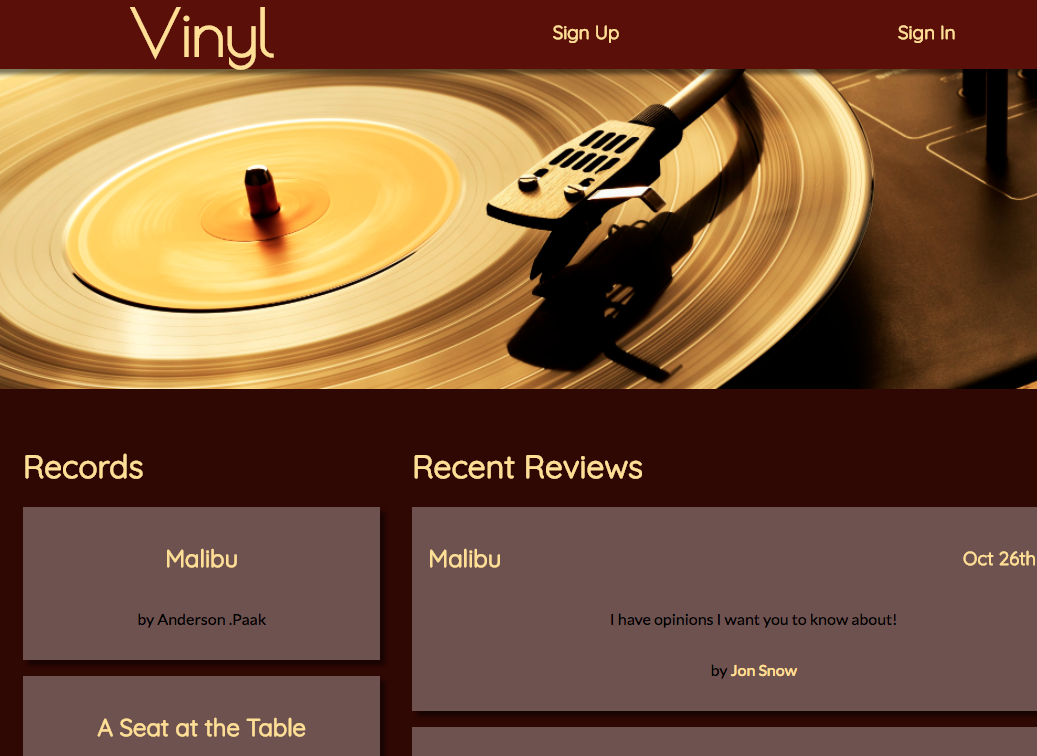 Vinyl
Sign Up
Sign In
Records
Malibu
by Anderson .Paak
A Seat at the Table
Recent Reviews
Malibu
Oct 26th
I have opinions I want you to know about!
by Jon Snow